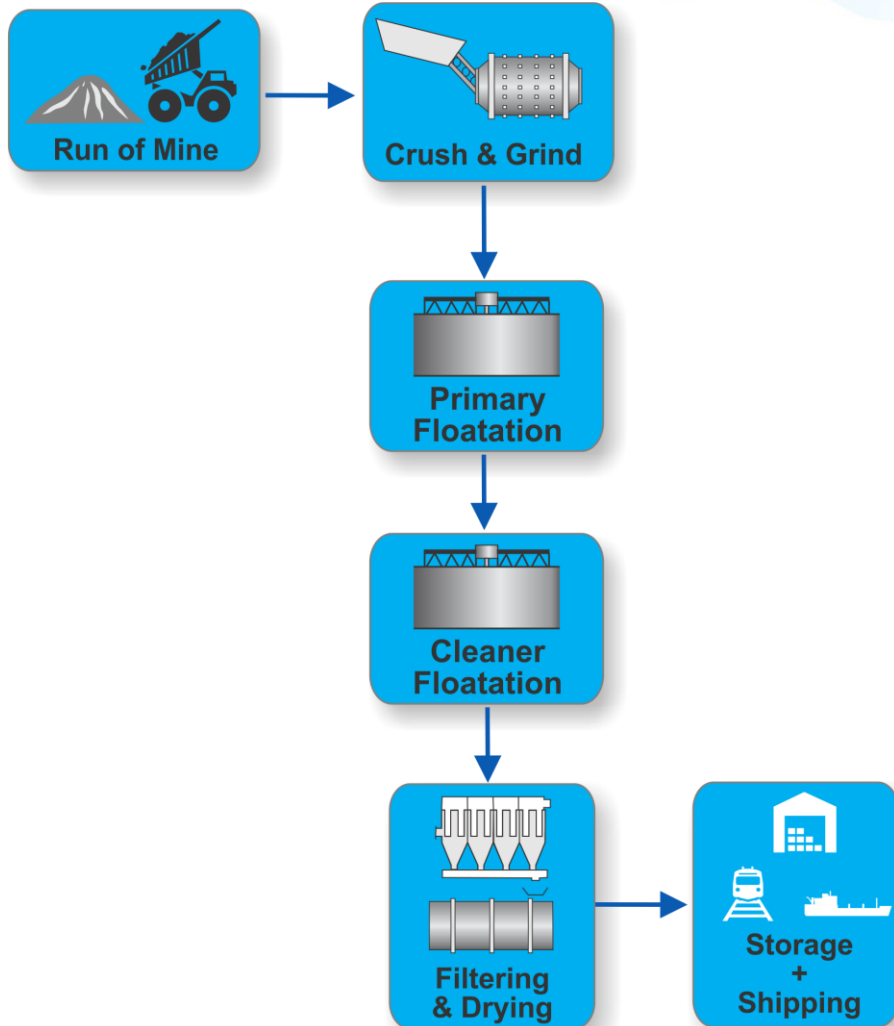 Run of Mine
Crush & Grind
Primary
Floatation
Cleaner
Floatation
Filtering
& Drying
Storage
+
Shipping